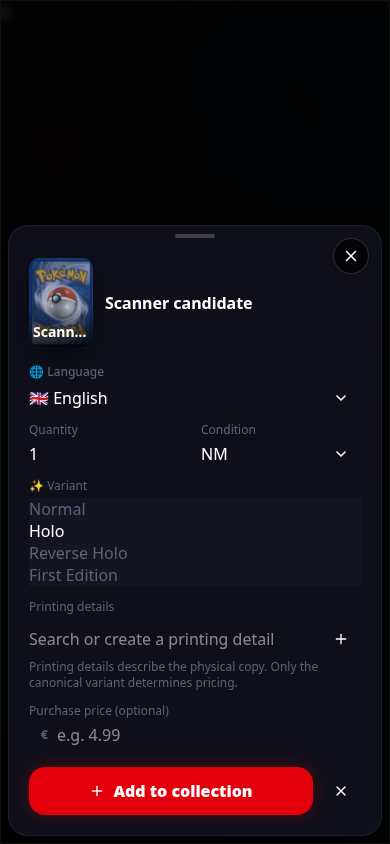 POKéMON
Scann...
Scanner candidate
🌐 Language
🇬🇧 English
Quantity
Condition
1
NM
✨ Variant
Normal
Holo
Reverse Holo
First Edition
Printing details
Search or create a printing detail
Printing details describe the physical copy. Only the
canonical variant determines pricing.
Purchase price (optional)
€ e.g. 4.99
+ Add to collection